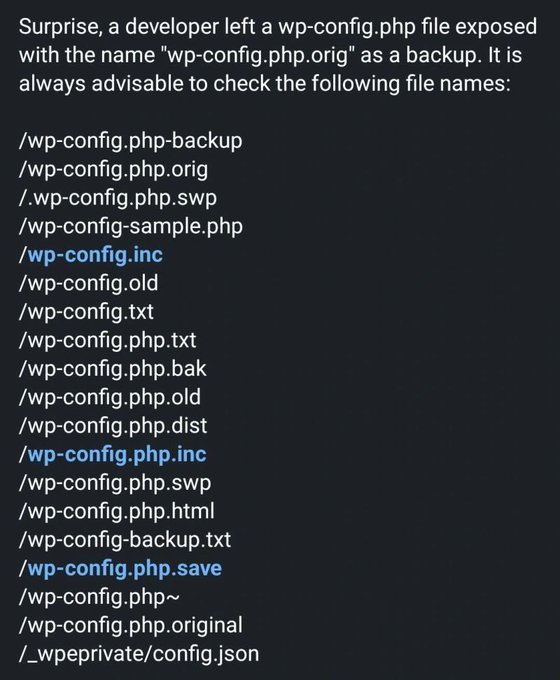 Surprise, a developer left a wp-config.php file exposed
with the name "wp-config.php.orig" as a backup. It is
always advisable to check the following file names:
/wp-config.php-backup
/wp-config.php.orig
/.wp-config.php.swp
/wp-config-sample.php
/wp-config.inc
/wp-config.old
/wp-config.txt
/wp-config.php.txt
/wp-config.php.bak
/wp-config.php.old
/wp-config.php.dist
/wp-config.php.inc
/wp-config.php.swp
/wp-config.php.html
/wp-config-backup.txt
/wp-config.php.save
/wp-config.php~
/wp-config.php.original
/_wpeprivate/config.json